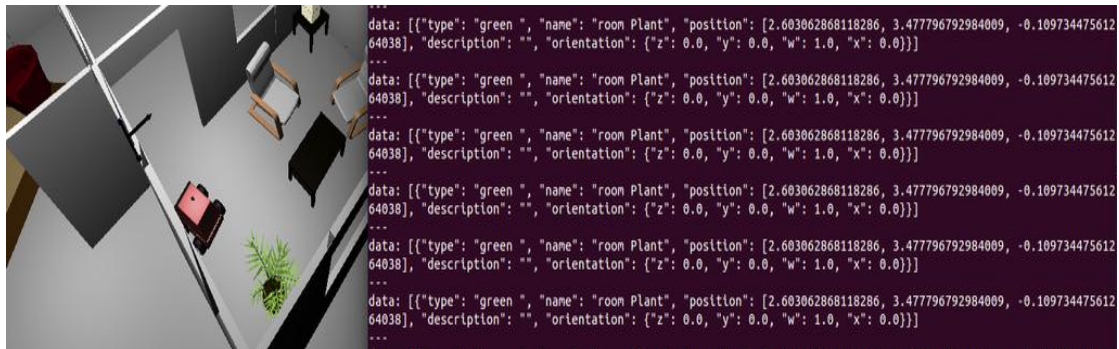 ---
data: [{"type": "green ", "name": "room Plant", "position": [2.603062868118286, 3.477796792984009, -0.109734475612
64038], "description": "", "orientation": {"z": 0.0, "y": 0.0, "w": 1.0, "x": 0.0}}]
---
data: [{"type": "green ", "name": "room Plant", "position": [2.603062868118286, 3.477796792984009, -0.109734475612
64038], "description": "", "orientation": {"z": 0.0, "y": 0.0, "w": 1.0, "x": 0.0}}]
---
data: [{"type": "green ", "name": "room Plant", "position": [2.603062868118286, 3.477796792984009, -0.109734475612
64038], "description": "", "orientation": {"z": 0.0, "y": 0.0, "w": 1.0, "x": 0.0}}]
---
data: [{"type": "green ", "name": "room Plant", "position": [2.603062868118286, 3.477796792984009, -0.109734475612
64038], "description": "", "orientation": {"z": 0.0, "y": 0.0, "w": 1.0, "x": 0.0}}]
---
data: [{"type": "green ", "name": "room Plant", "position": [2.603062868118286, 3.477796792984009, -0.109734475612
64038], "description": "", "orientation": {"z": 0.0, "y": 0.0, "w": 1.0, "x": 0.0}}]
---
data: [{"type": "green ", "name": "room Plant", "position": [2.603062868118286, 3.477796792984009, -0.109734475612
64038], "description": "", "orientation": {"z": 0.0, "y": 0.0, "w": 1.0, "x": 0.0}}]
---